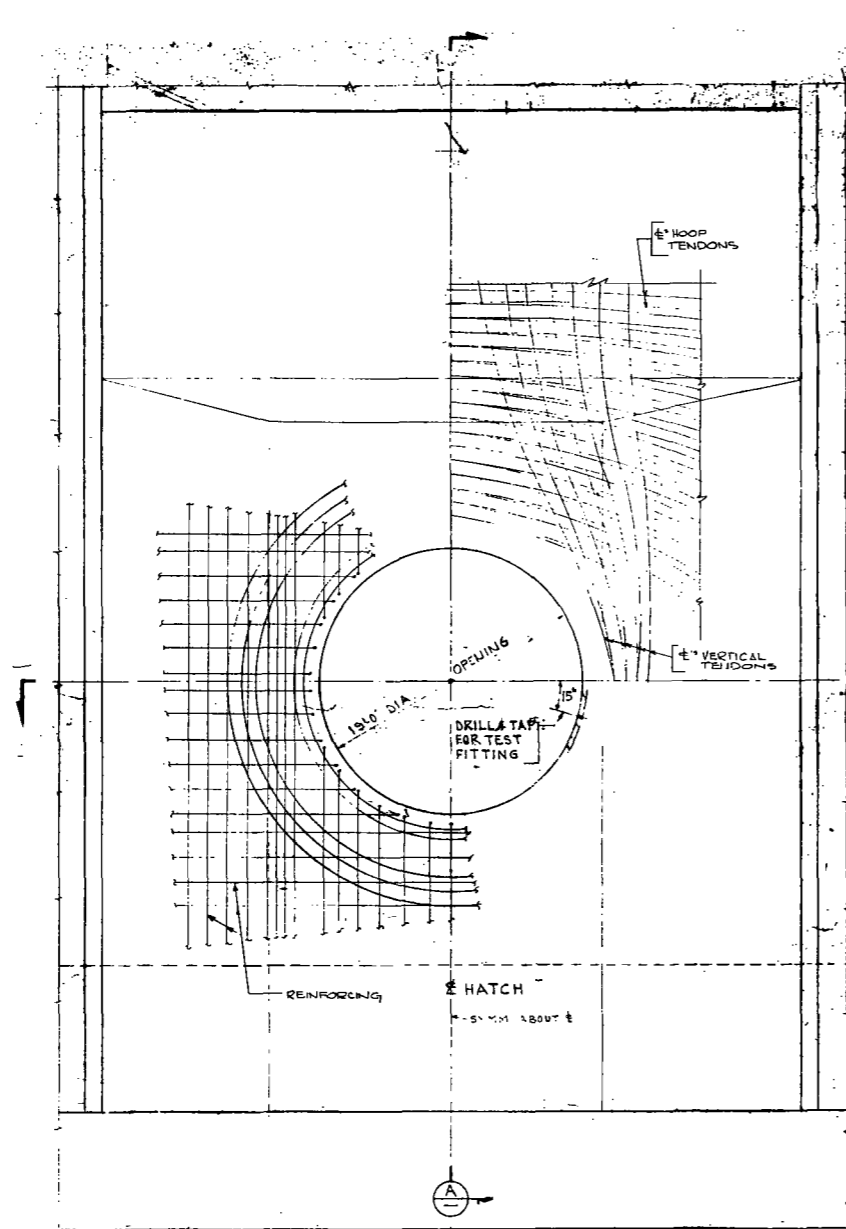 ℄'s HOOP
TENDONS
OPENING
℄'s VERTICAL
TENDONS
15°
19'-0" DIA
DRILL & TAP
FOR TEST
FITTING
REINFORCING
℄ HATCH
SYMM ABOUT ℄
A